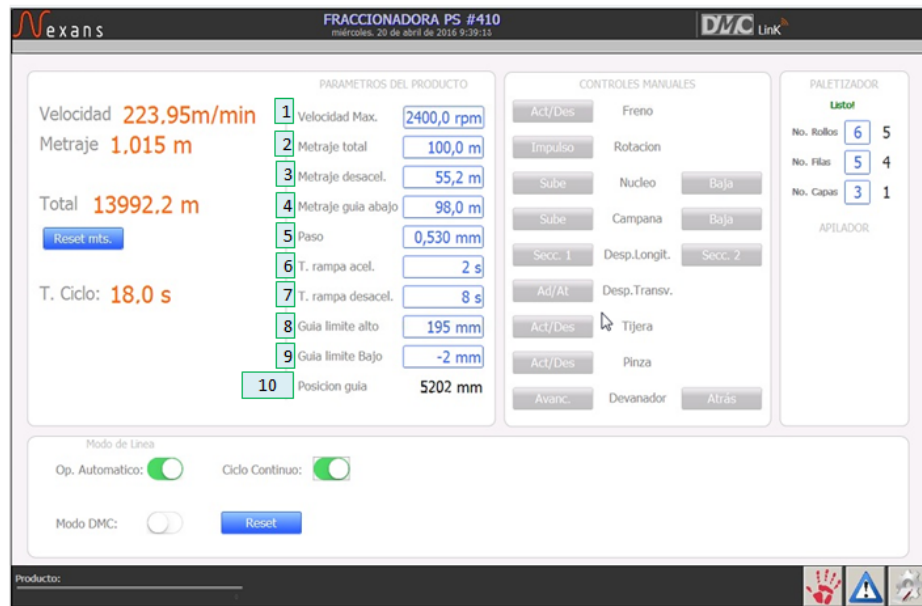 Nexans
FRACCIONADORA PS #410
miércoles. 20 de abril de 2016 9:39:13
DMC LinK
PARAMETROS DEL PRODUCTO
Velocidad 223,95m/min
Metraje 1,015 m
Total 13992,2 m
Reset mts.
T. Ciclo: 18,0 s
1 Velocidad Max. 2400,0 rpm
2 Metraje total 100,0 m
3 Metraje desacel. 55,2 m
4 Metraje guia abajo 98,0 m
5 Paso 0,530 mm
6 T. rampa acel. 2 s
7 T. rampa desacel. 8 s
8 Guia limite alto 195 mm
9 Guia limite Bajo -2 mm
10 Posicion guia 5202 mm
CONTROLES MANUALES
Act/Des Freno
Impulso Rotacion
Sube Nucleo Baja
Sube Campana Baja
Secc. 1 Desp.Longit. Secc. 2
Ad/At Desp.Transv.
Act/Des Tijera
Act/Des Pinza
Avanc. Devanador Atrás
PALETIZADOR
Listo!
No. Rollos 6 5
No. Filas 5 4
No. Capas 3 1
APILADOR
Modo de Linea
Op. Automatico: Ciclo Continuo:
Modo DMC: Reset
Producto: